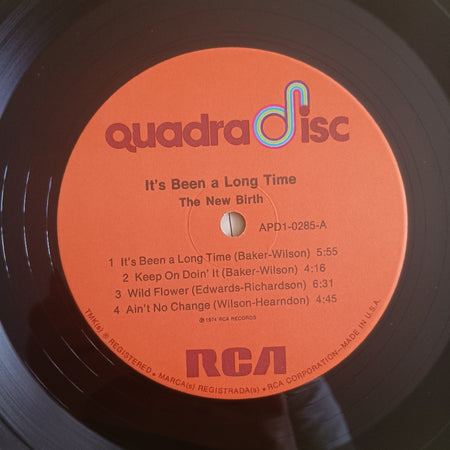 quadradisc
It's Been a Long Time
The New Birth
APD1-0285-A
1 It's Been a Long Time (Baker-Wilson) 5:55
2 Keep On Doin' It (Baker-Wilson) 4:16
3 Wild Flower (Edwards-Richardson) 6:31
4 Ain't No Change (Wilson-Hearndon) 4:45
℗ 1974 RCA RECORDS
RCA
TMK(s) ® REGISTERED • MARCA(s) REGISTRADA(s) • RCA CORPORATION—MADE IN U.S.A.